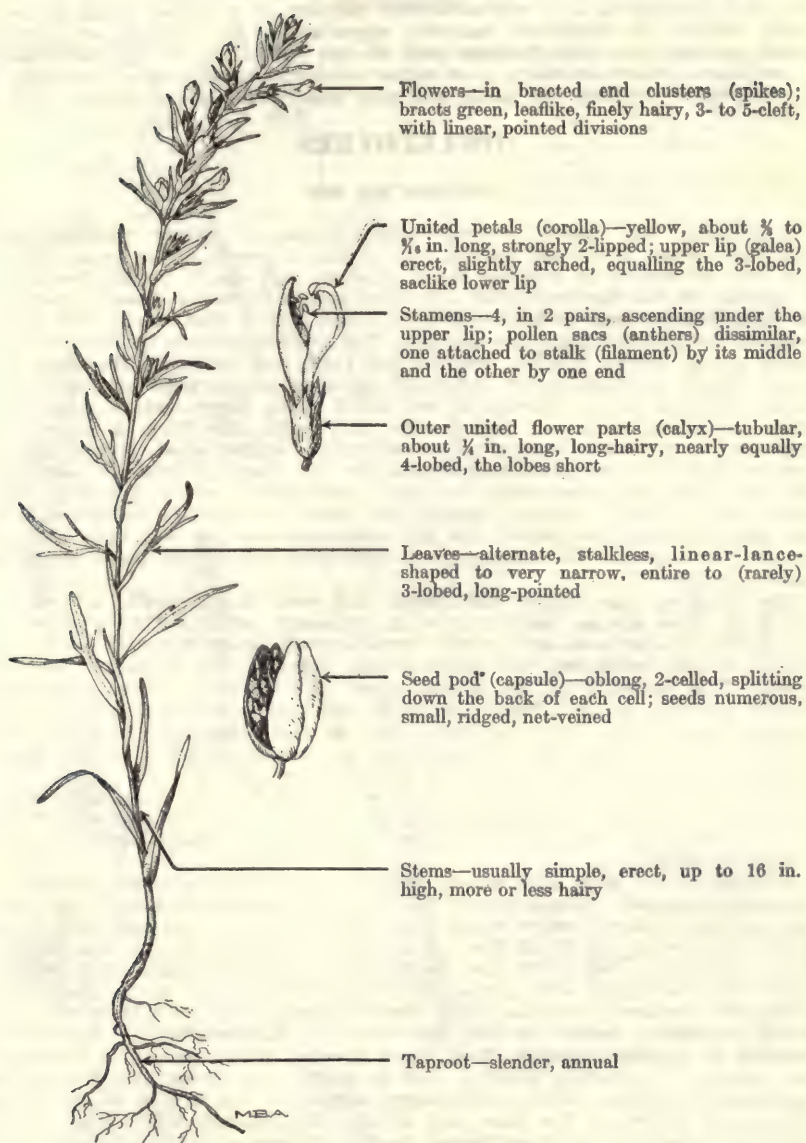 Flowers—in bracted end clusters (spikes);
bracts green, leaflike, finely hairy, 3- to 5-cleft,
with linear, pointed divisions
United petals (corolla)—yellow, about to
in. long, strongly 2-lipped; upper lip (galea)
erect, slightly arched, equalling the 3-lobed,
saclike lower lip
Stamens—4, in 2 pairs, ascending under the
upper lip; pollen sacs (anthers) dissimilar,
one attached to stalk (filament) by its middle
and the other by one end
Outer united flower parts (calyx)—tubular,
about in. long, long-hairy, nearly equally
4-lobed, the lobes short
Leaves—alternate, stalkless, linear-lance-
shaped to very narrow, entire to (rarely)
3-lobed, long-pointed
Seed pod (capsule)—oblong, 2-celled, splitting
down the back of each cell; seeds numerous,
small, ridged, net-veined
Stems—usually simple, erect, up to 16 in.
high, more or less hairy
Taproot—slender, annual
MBA